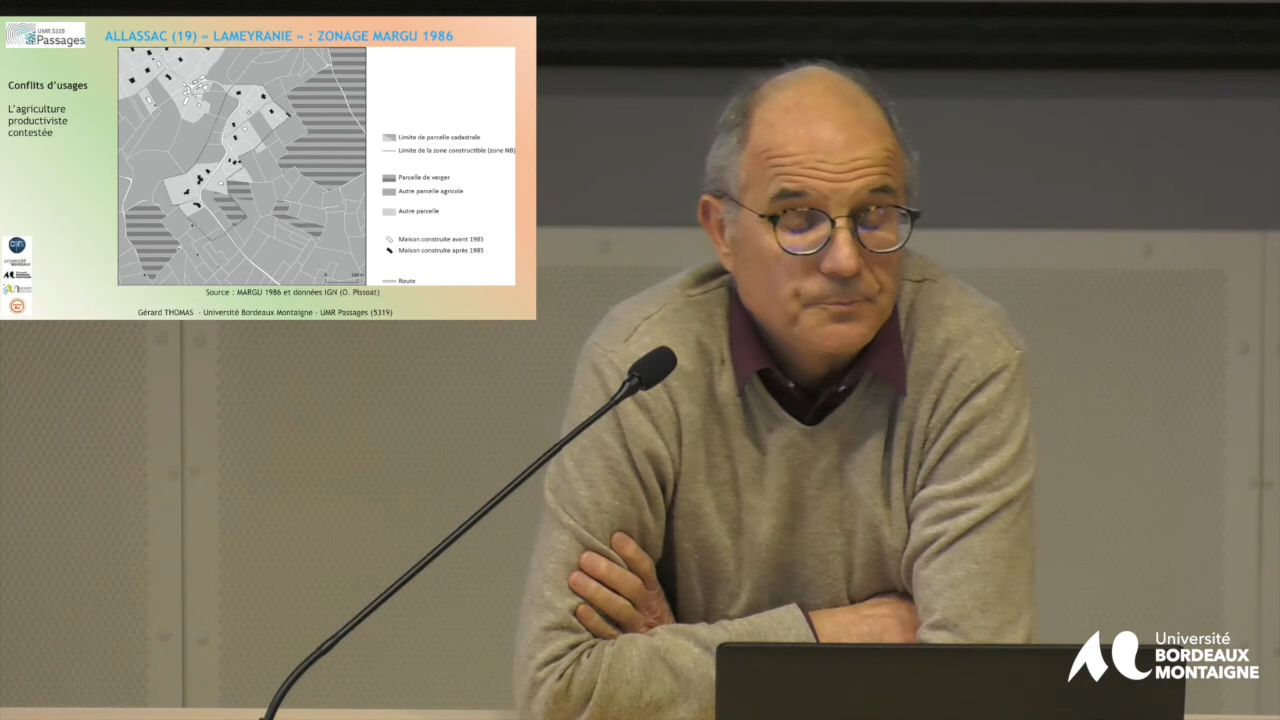 UMR 5319
Passages
ALLASSAC (19) « LAMEYRANIE » : ZONAGE MARGU 1986
Conflits d’usages
L’agriculture
productiviste
contestée
Limite de parcelle cadastrale
Limite de la zone constructible (zone NB)
Parcelle de verger
Autre parcelle agricole
Autre parcelle
Maison construite avant 1985
Maison construite après 1985
Route
Source : MARGU 1986 et données IGN (O. Pissoat)
Gérard THOMAS - Université Bordeaux Montaigne - UMR Passages (5319)
Université
BORDEAUX
MONTAIGNE